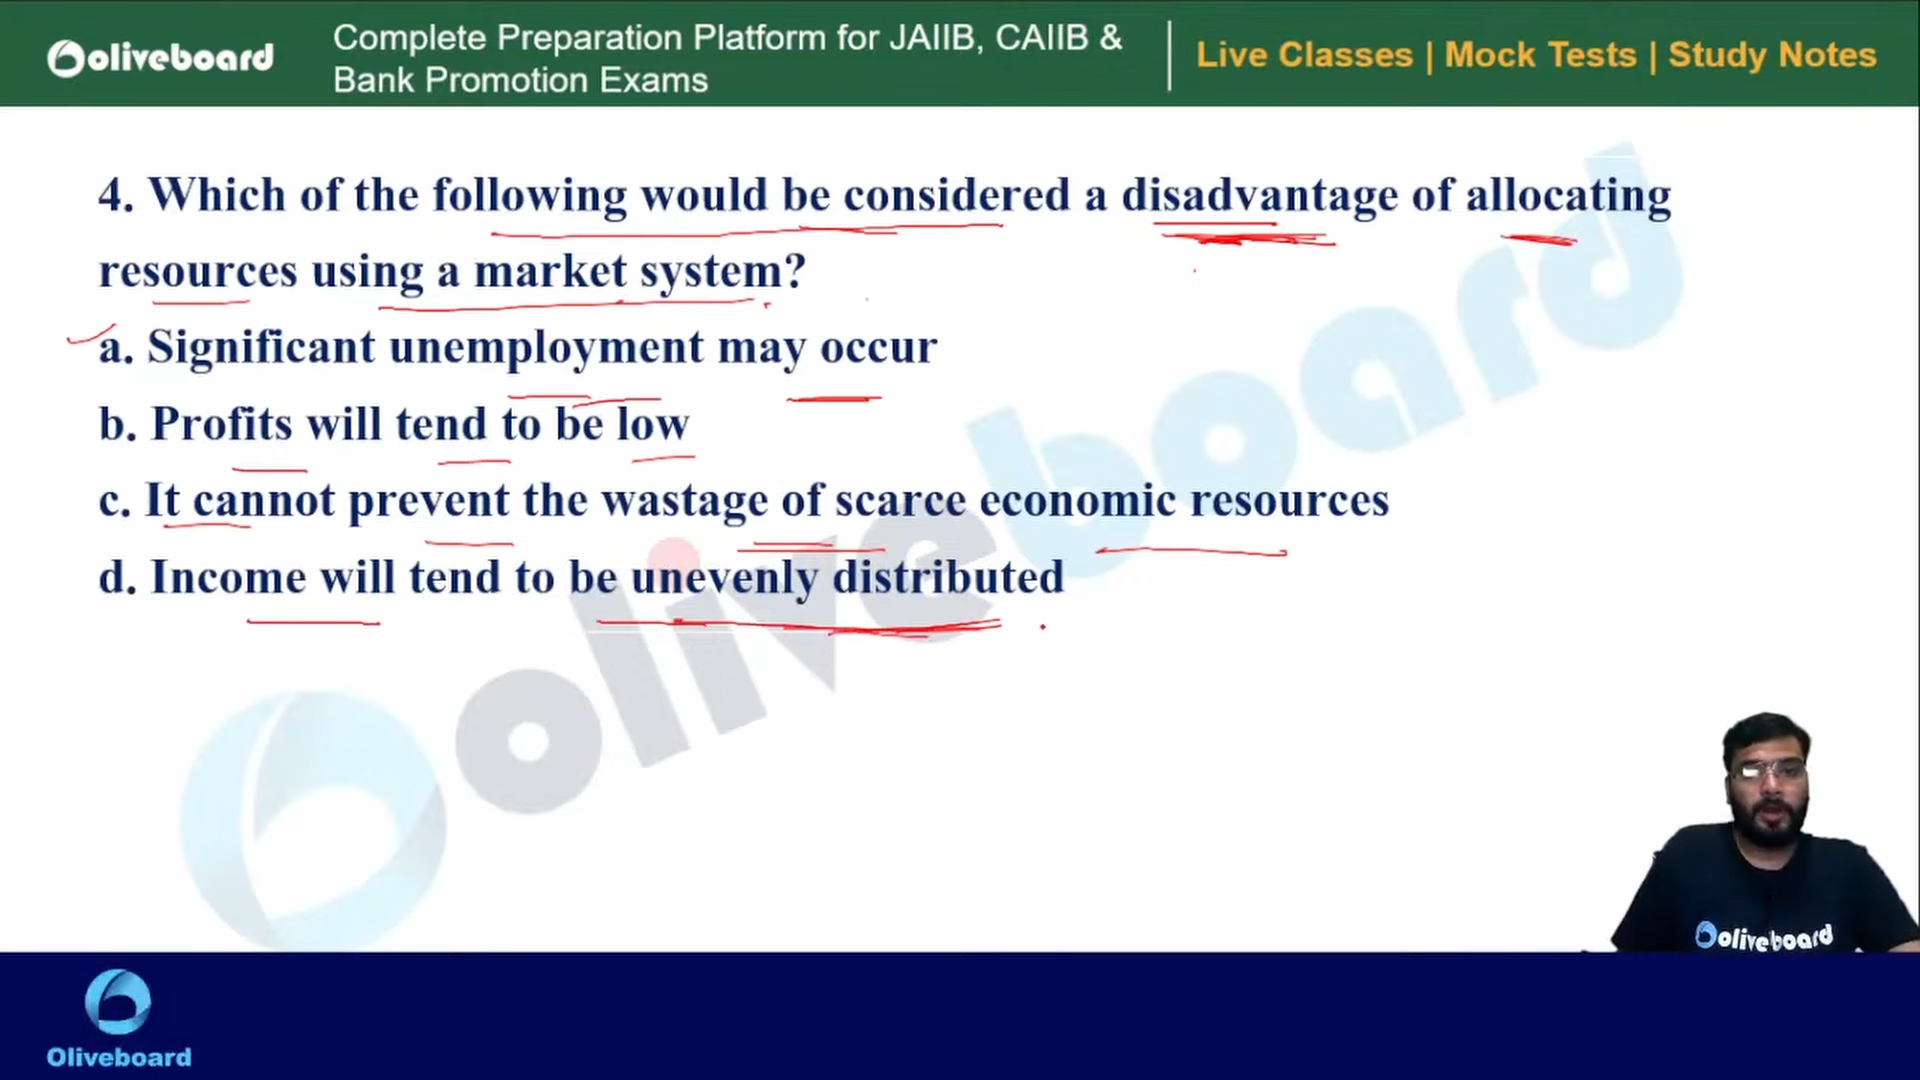 oliveboard
Complete Preparation Platform for JAIIB, CAIIB &
Bank Promotion Exams
Live Classes | Mock Tests | Study Notes
4. Which of the following would be considered a disadvantage of allocating
resources using a market system?
a. Significant unemployment may occur
b. Profits will tend to be low
c. It cannot prevent the wastage of scarce economic resources
d. Income will tend to be unevenly distributed
oliveboard
oliveboard
Oliveboard